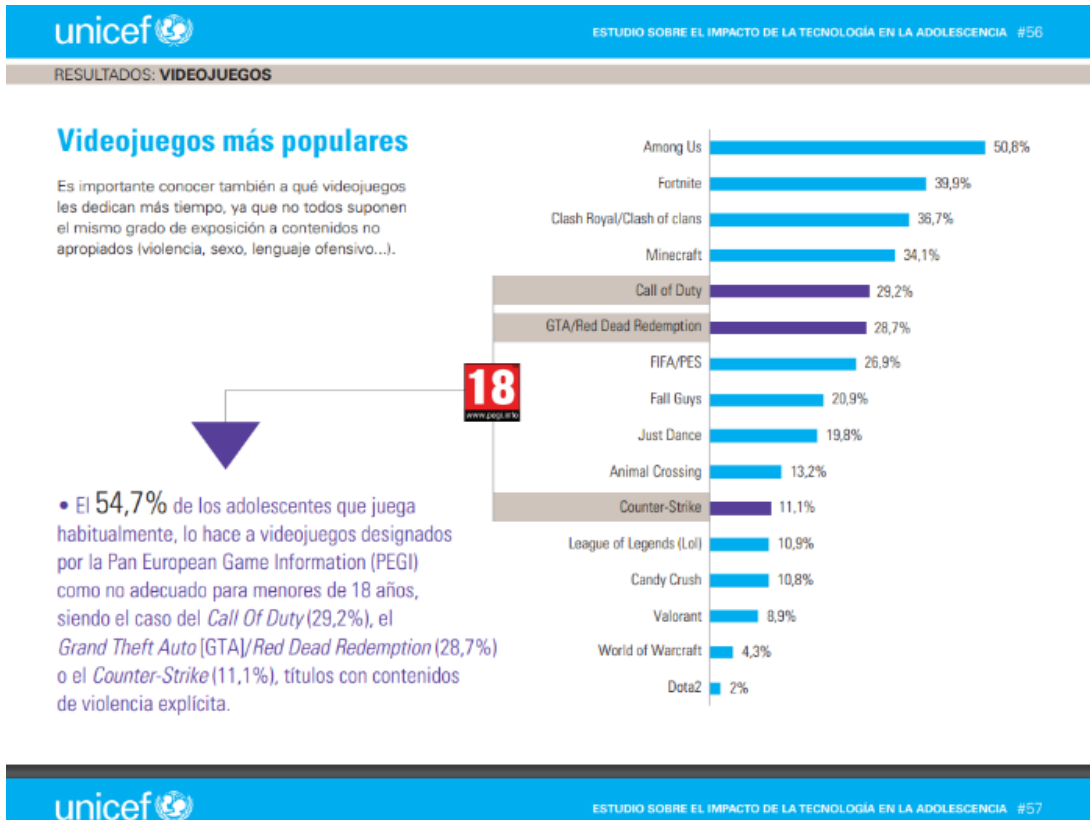 unicef
ESTUDIO SOBRE EL IMPACTO DE LA TECNOLOGÍA EN LA ADOLESCENCIA #56
RESULTADOS: VIDEOJUEGOS
Videojuegos más populares
Es importante conocer también a qué videojuegos
les dedican más tiempo, ya que no todos suponen
el mismo grado de exposición a contenidos no
apropiados (violencia, sexo, lenguaje ofensivo...).
Among Us 50,8%
Fortnite 39,9%
Clash Royal/Clash of clans 36,7%
Minecraft 34,1%
Call of Duty 29,2%
GTA/Red Dead Redemption 28,7%
FIFA/PES 26,9%
Fall Guys 20,9%
Just Dance 19,8%
Animal Crossing 13,2%
Counter-Strike 11,1%
League of Legends (Lol) 10,9%
Candy Crush 10,8%
Valorant 8,9%
World of Warcraft 4,3%
Dota2 2%
18
www.pegi.info
• El 54,7% de los adolescentes que juega
habitualmente, lo hace a videojuegos designados
por la Pan European Game Information (PEGI)
como no adecuado para menores de 18 años,
siendo el caso del Call Of Duty (29,2%), el
Grand Theft Auto [GTA]/Red Dead Redemption (28,7%)
o el Counter-Strike (11,1%), títulos con contenidos
de violencia explícita.
unicef
ESTUDIO SOBRE EL IMPACTO DE LA TECNOLOGÍA EN LA ADOLESCENCIA #57